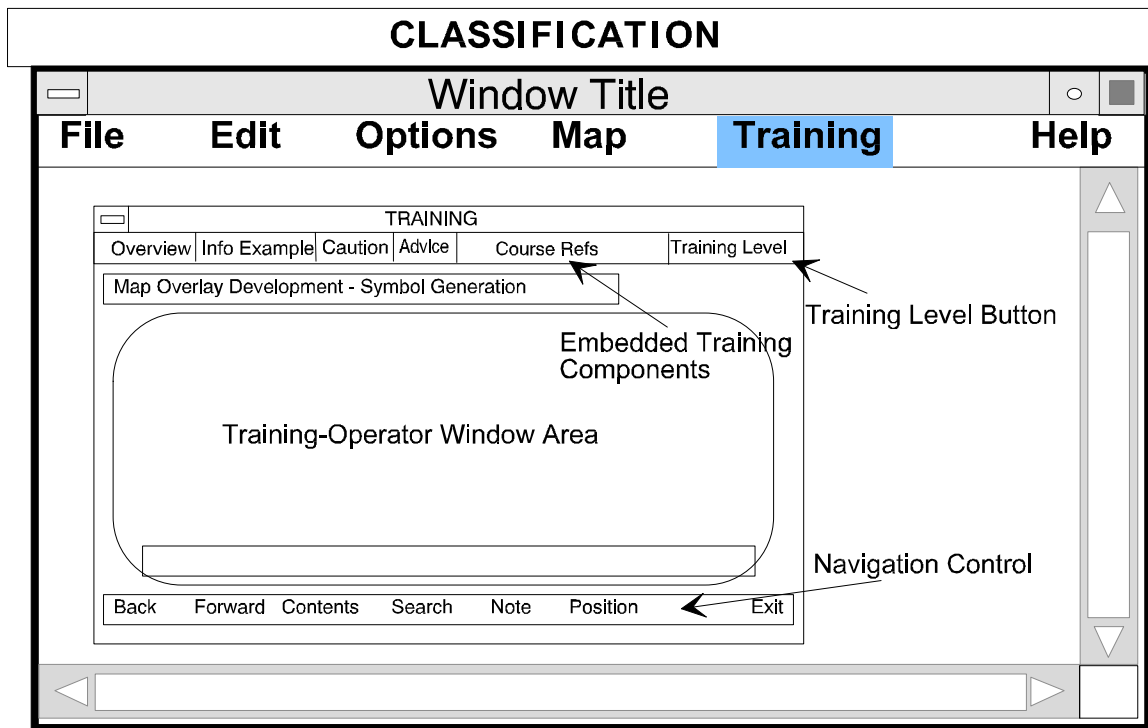 CLASSIFICATION
Window Title
File Edit Options Map Training Help
TRAINING
Overview Info Example Caution Advice Course Refs Training Level
Map Overlay Development - Symbol Generation
Training Level Button
Embedded Training
Components
Training-Operator Window Area
Navigation Control
Back Forward Contents Search Note Position Exit